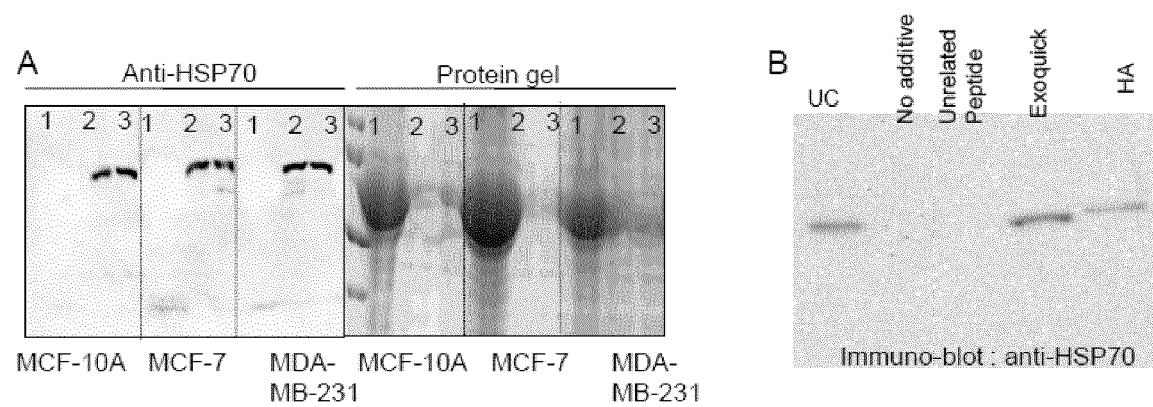 A
Anti-HSP70
Protein gel
1 2 3 1 2 3 1 2 3 1 2 3 1 2 3 1 2 3
MCF-10A MCF-7 MDA-MB-231 MCF-10A MCF-7 MDA-MB-231
B
UC
No additive
Unrelated
Peptide
Exoquick
HA
Immuno-blot : anti-HSP70